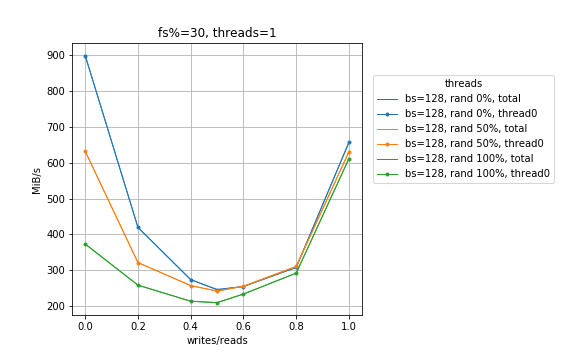 fs%=30, threads=1
900
800
700
600
500
400
300
200
MiB/s
0.0 0.2 0.4 0.6 0.8 1.0
writes/reads
threads
bs=128, rand 0%, total
bs=128, rand 0%, thread0
bs=128, rand 50%, total
bs=128, rand 50%, thread0
bs=128, rand 100%, total
bs=128, rand 100%, thread0